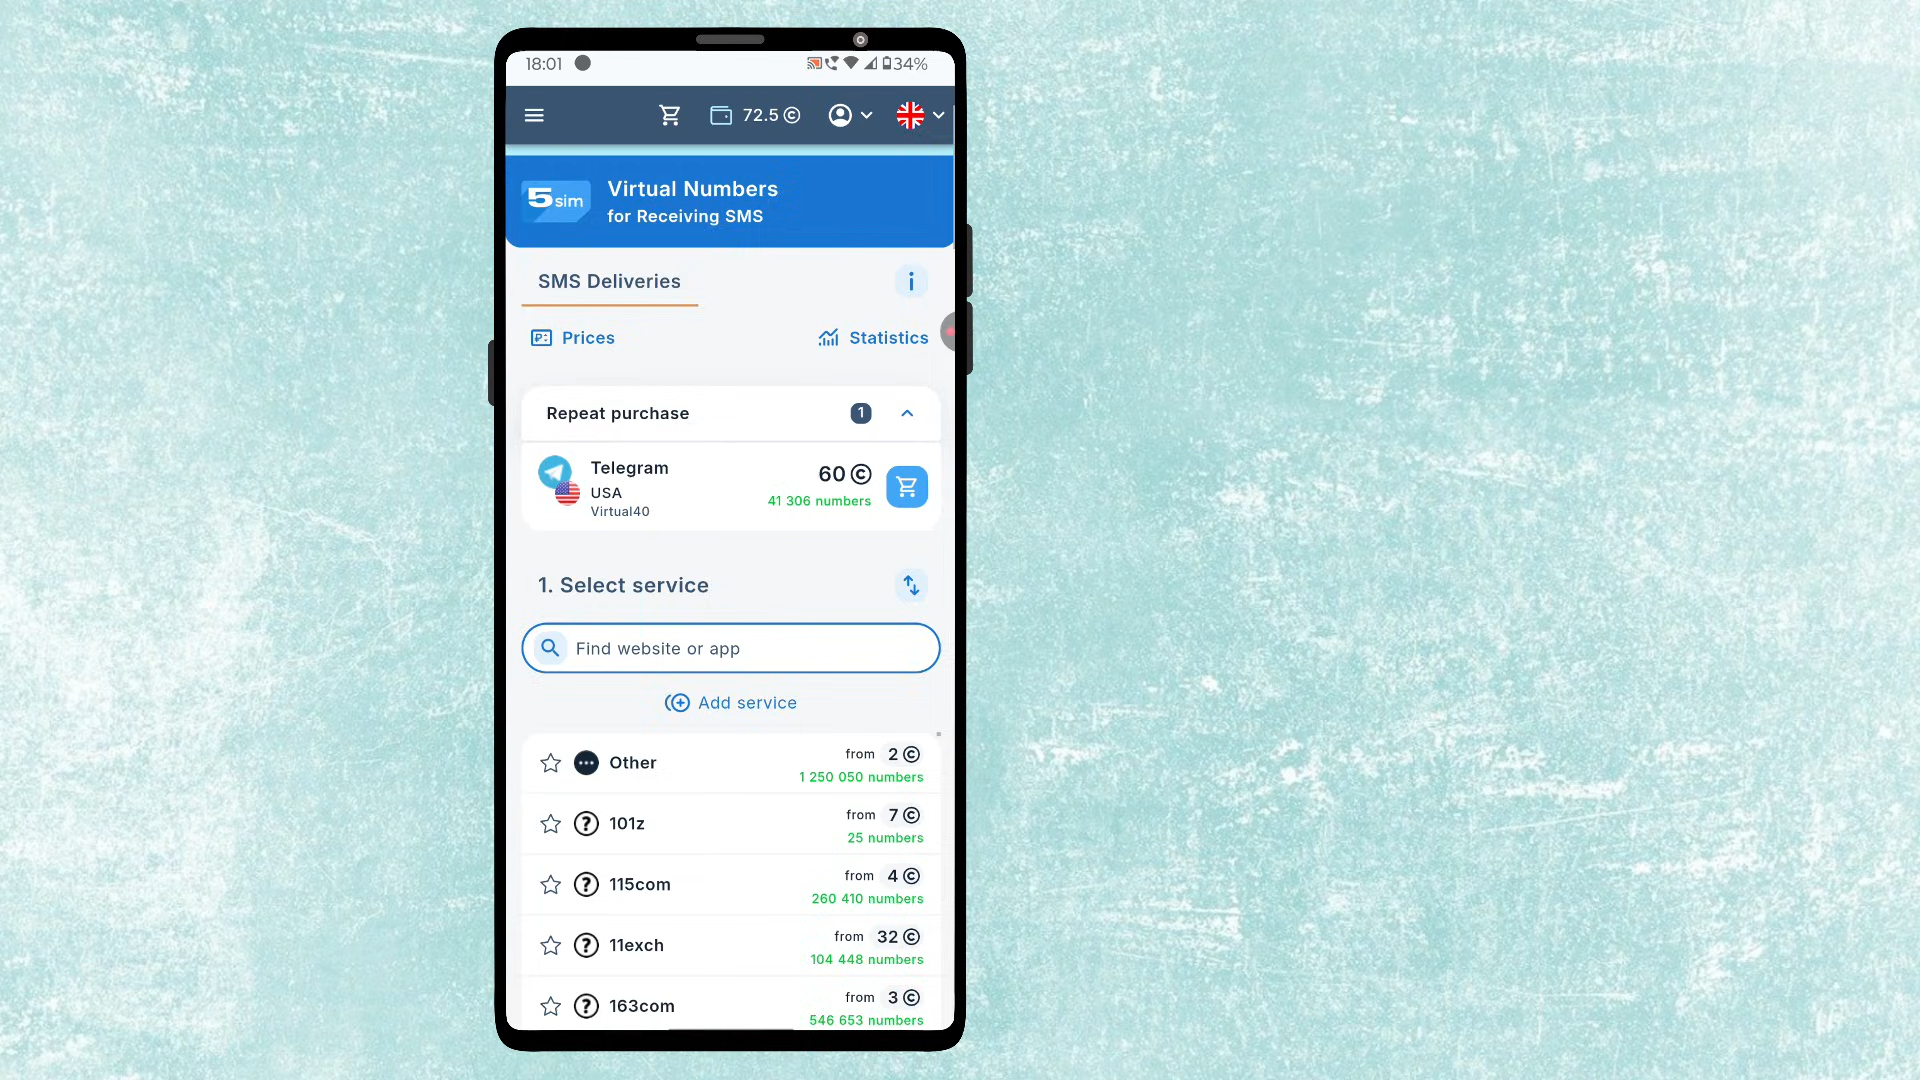 18:01
34%
72.5
5sim
Virtual Numbers
for Receiving SMS
SMS Deliveries
i
Prices
Statistics
Repeat purchase
1
Telegram
USA
Virtual40
60
41 306 numbers
1. Select service
Find website or app
Add service
Other
from 2
1 250 050 numbers
101z
from 7
25 numbers
115com
from 4
260 410 numbers
11exch
from 32
104 448 numbers
163com
from 3
546 653 numbers